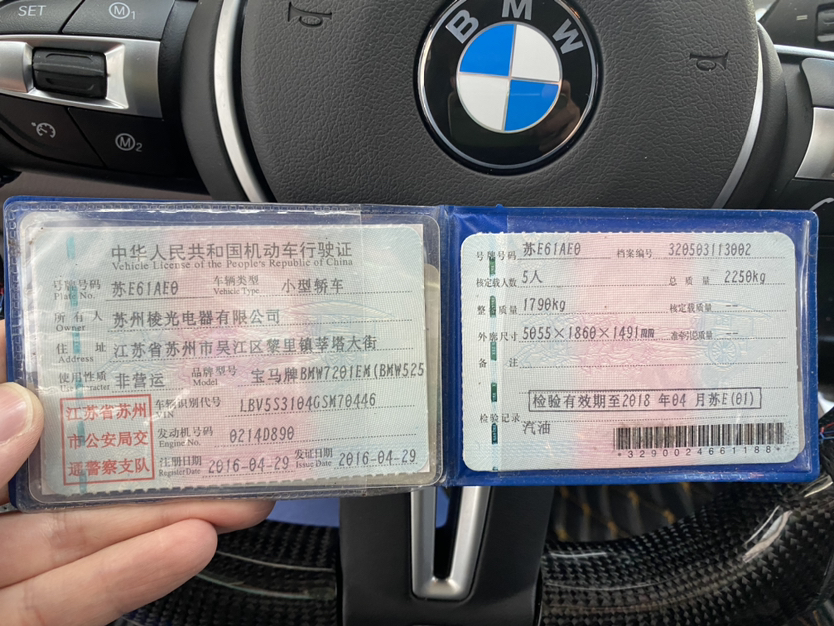 SET
M1
M2
BMW
中华人民共和国机动车行驶证
Vehicle License of the People's Republic of China
号牌号码 苏E61AE0 车辆类型 小型轿车
Plate No. Vehicle Type
所有人 苏州棱光电器有限公司
Owner
住址 江苏省苏州市吴江区黎里镇莘塔大街
Address
使用性质 非营运 品牌型号 宝马牌BMW7201EM(BMW525
Character Model
江苏省苏州
市公安局交
通警察支队
车辆识别代号 LBV5S3104GSM70446
VIN
发动机号码 0214D890
Engine No.
注册日期 2016-04-29 发证日期 2016-04-29
Register Date Issue Date
号牌号码 苏E61AE0 档案编号 320503113002
核定载人数 5人 总质量 2250kg
整备质量 1790kg 核定载质量 --
外廓尺寸 5055×1860×1491mm 准牵引总质量 --
备注
检验有效期至2018 年04 月苏E(01)
检验记录
汽油
*3290024661188*